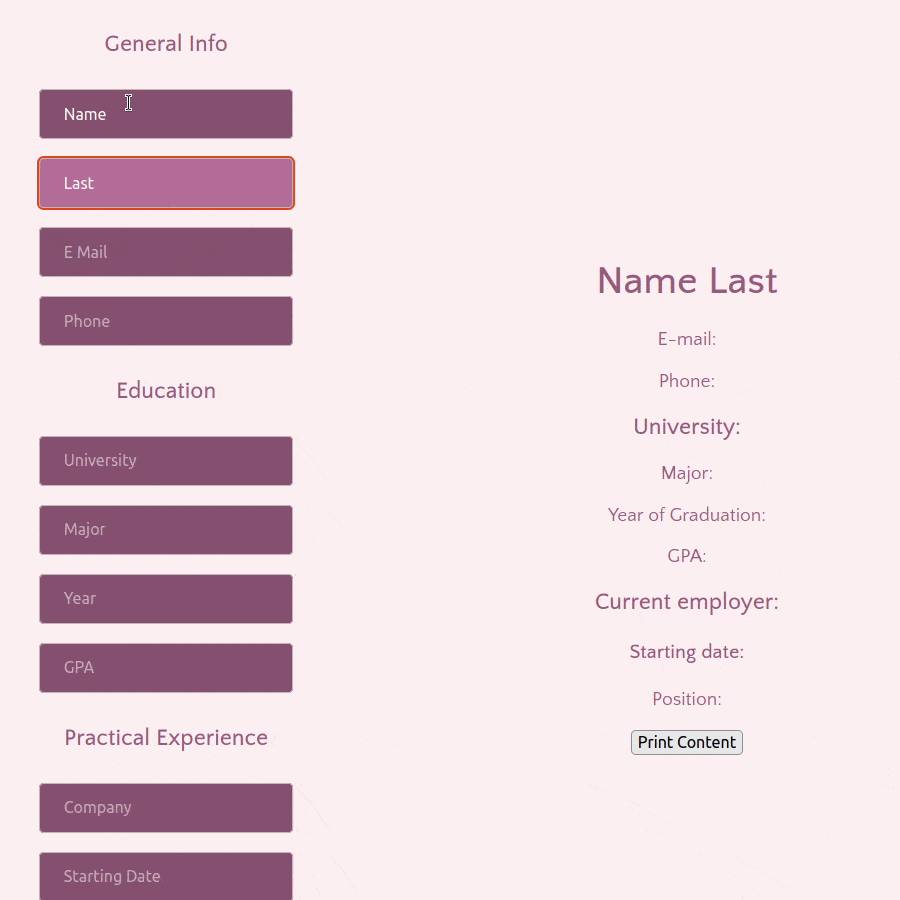 General Info
Name
Last
E Mail
Phone
Education
University
Major
Year
GPA
Practical Experience
Company
Starting Date
Name Last
E-mail:
Phone:
University:
Major:
Year of Graduation:
GPA:
Current employer:
Starting date:
Position:
Print Content